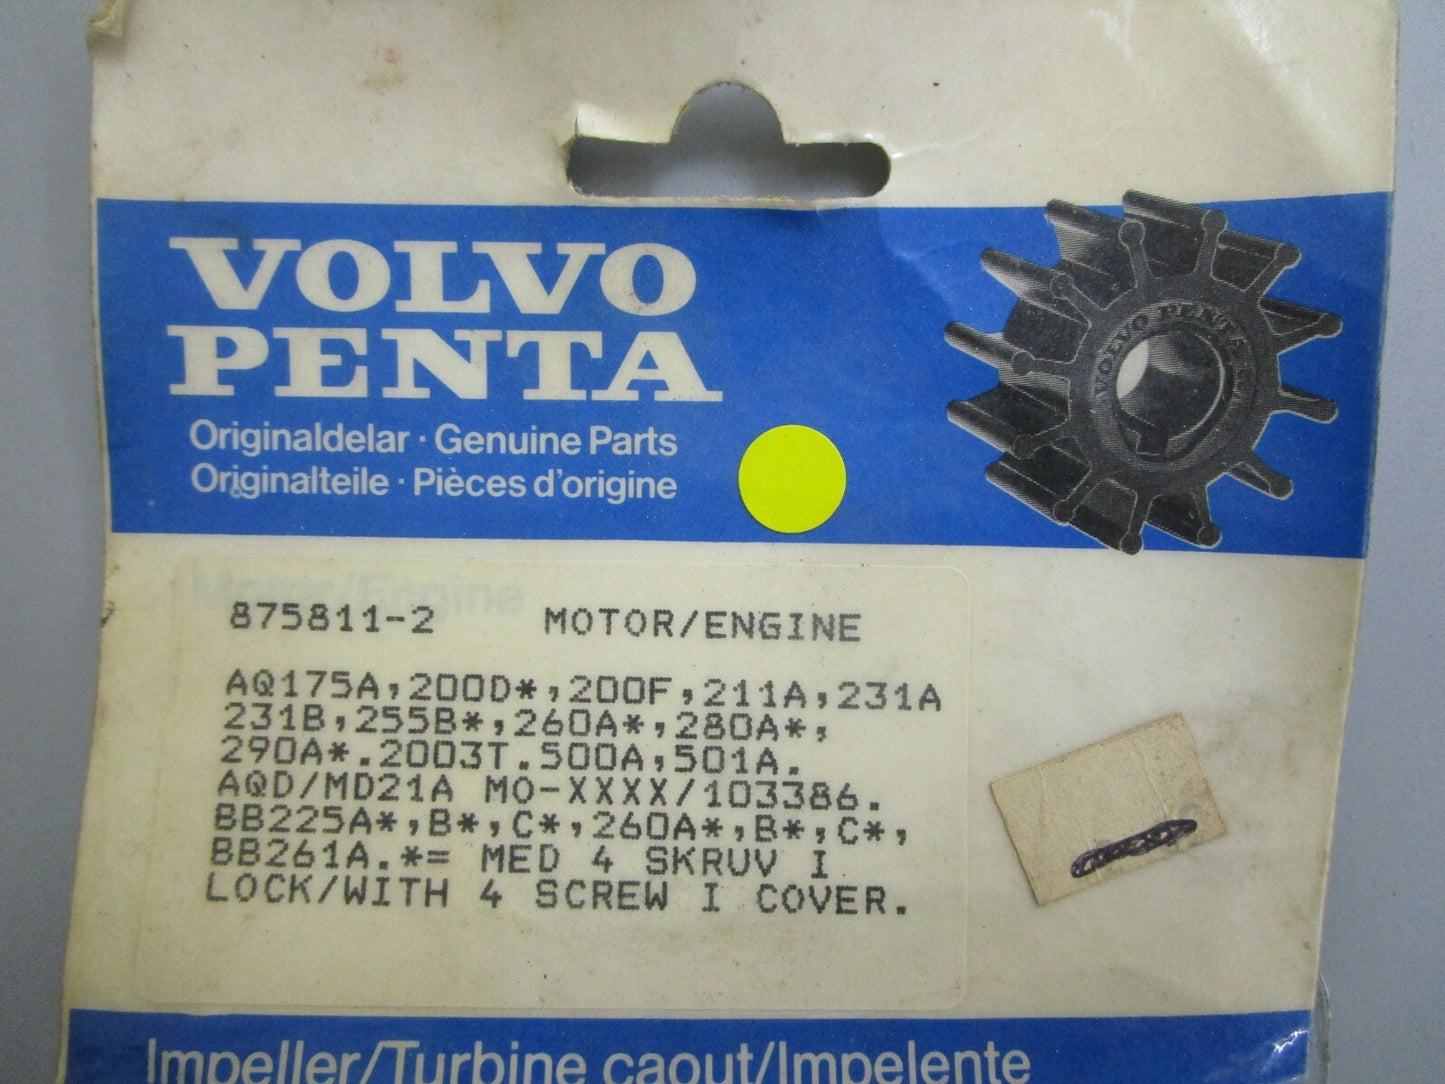 VOLVO
PENTA
Originaldelar · Genuine Parts
Originalteile · Pièces d'origine
VOLVO PENTA
Motor/Engine
875811-2 MOTOR/ENGINE
AQ175A,200D*,200F,211A,231A
231B,255B*,260A*,280A*,
290A*.2003T.500A,501A.
AQD/MD21A MO-XXXX/103386.
BB225A*,B*,C*,260A*,B*,C*,
BB261A.*= MED 4 SKRUV I
LOCK/WITH 4 SCREW I COVER.
Impeller/Turbine caout/Impelente